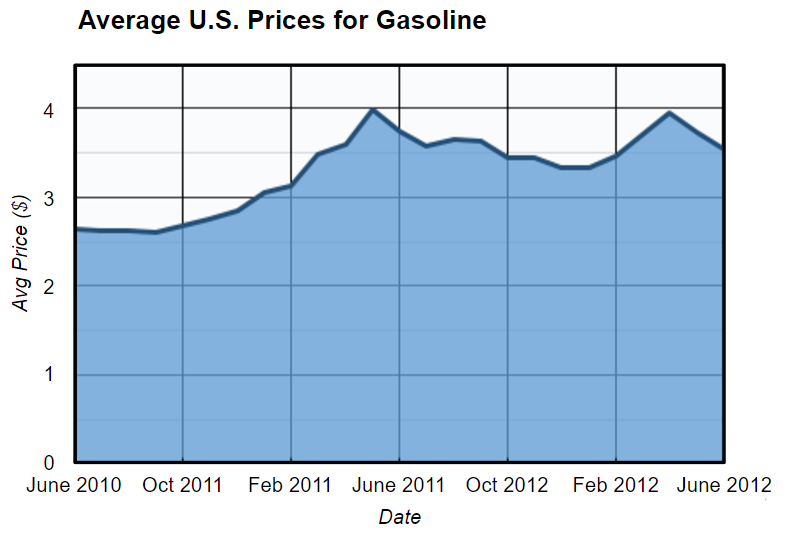 Average U.S. Prices for Gasoline
4
3
2
1
0
Avg Price ($)
June 2010 Oct 2011 Feb 2011 June 2011 Oct 2012 Feb 2012 June 2012
Date